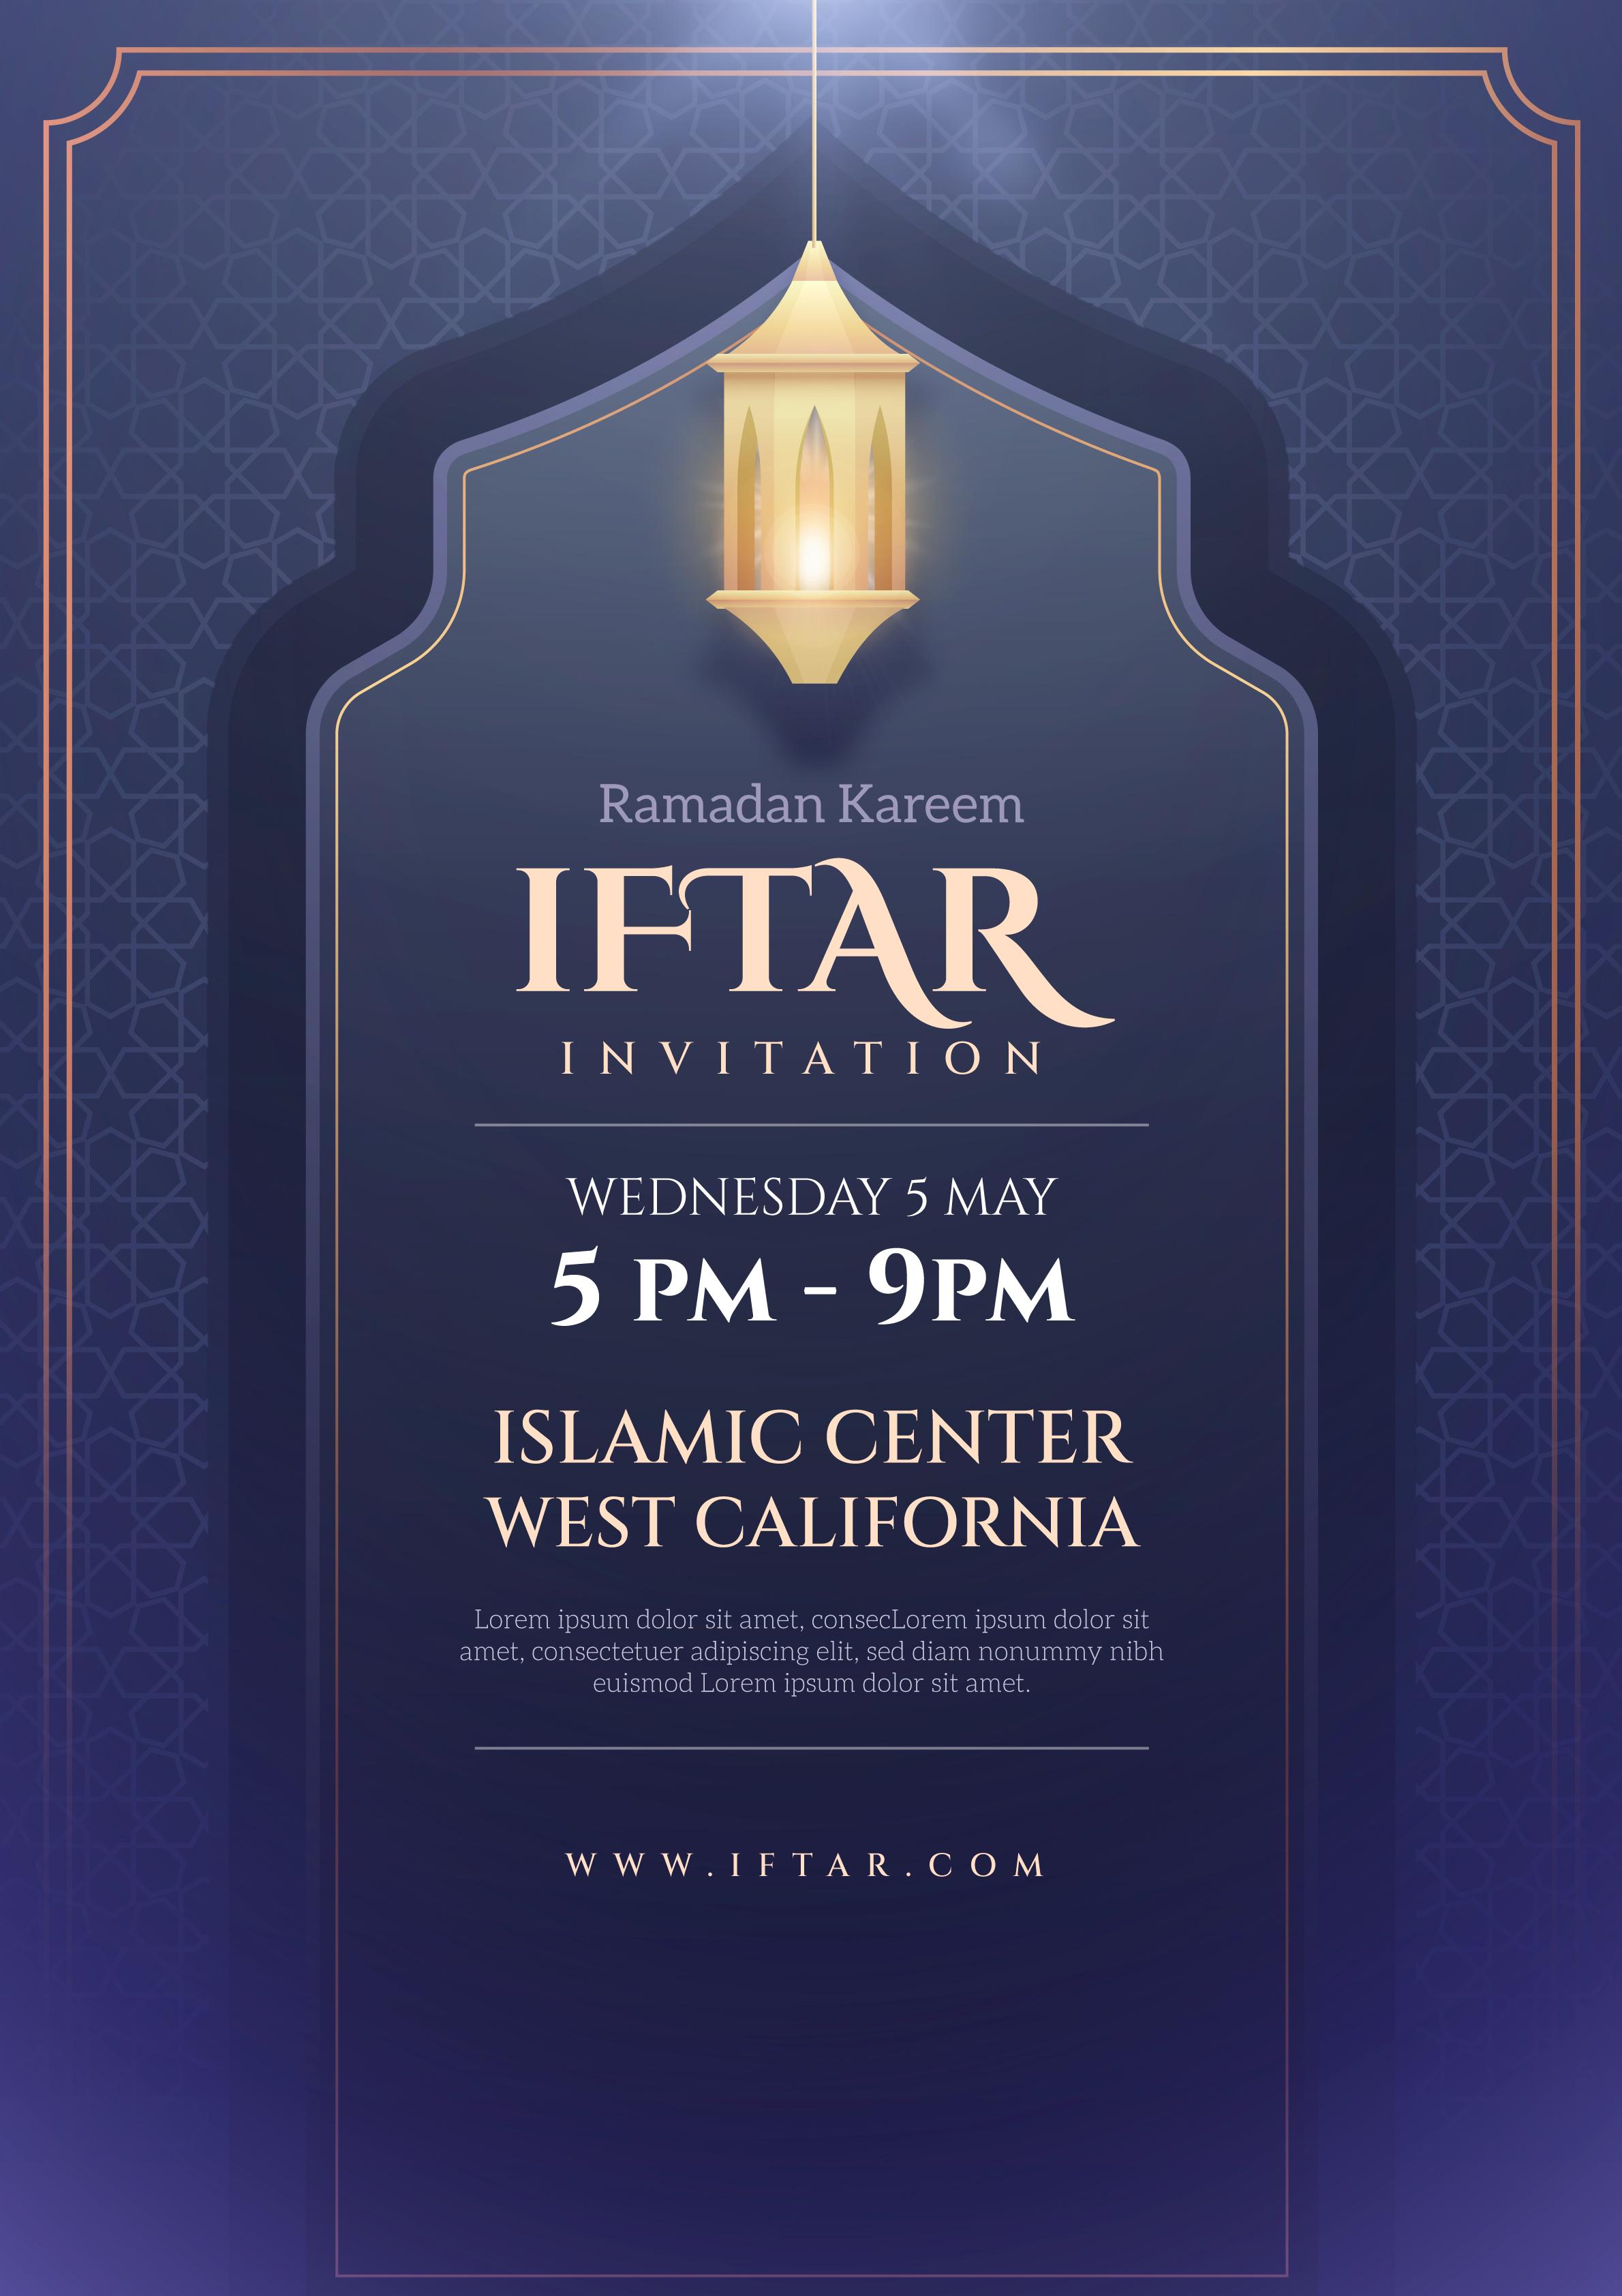 Ramadan Kareem
IFTAR
INVITATION
WEDNESDAY 5 MAY
5 PM - 9PM
ISLAMIC CENTER
WEST CALIFORNIA
Lorem ipsum dolor sit amet, consecLorem ipsum dolor sit
amet, consectetuer adipiscing elit, sed diam nonummy nibh
euismod Lorem ipsum dolor sit amet.
WWW.IFTAR.COM